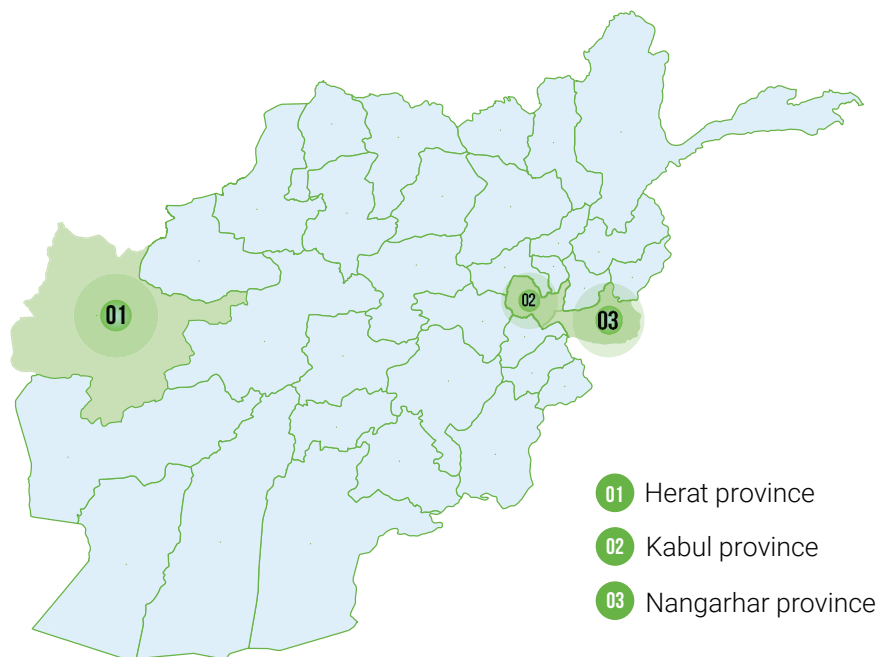 01
02
03
01 Herat province
02 Kabul province
03 Nangarhar province